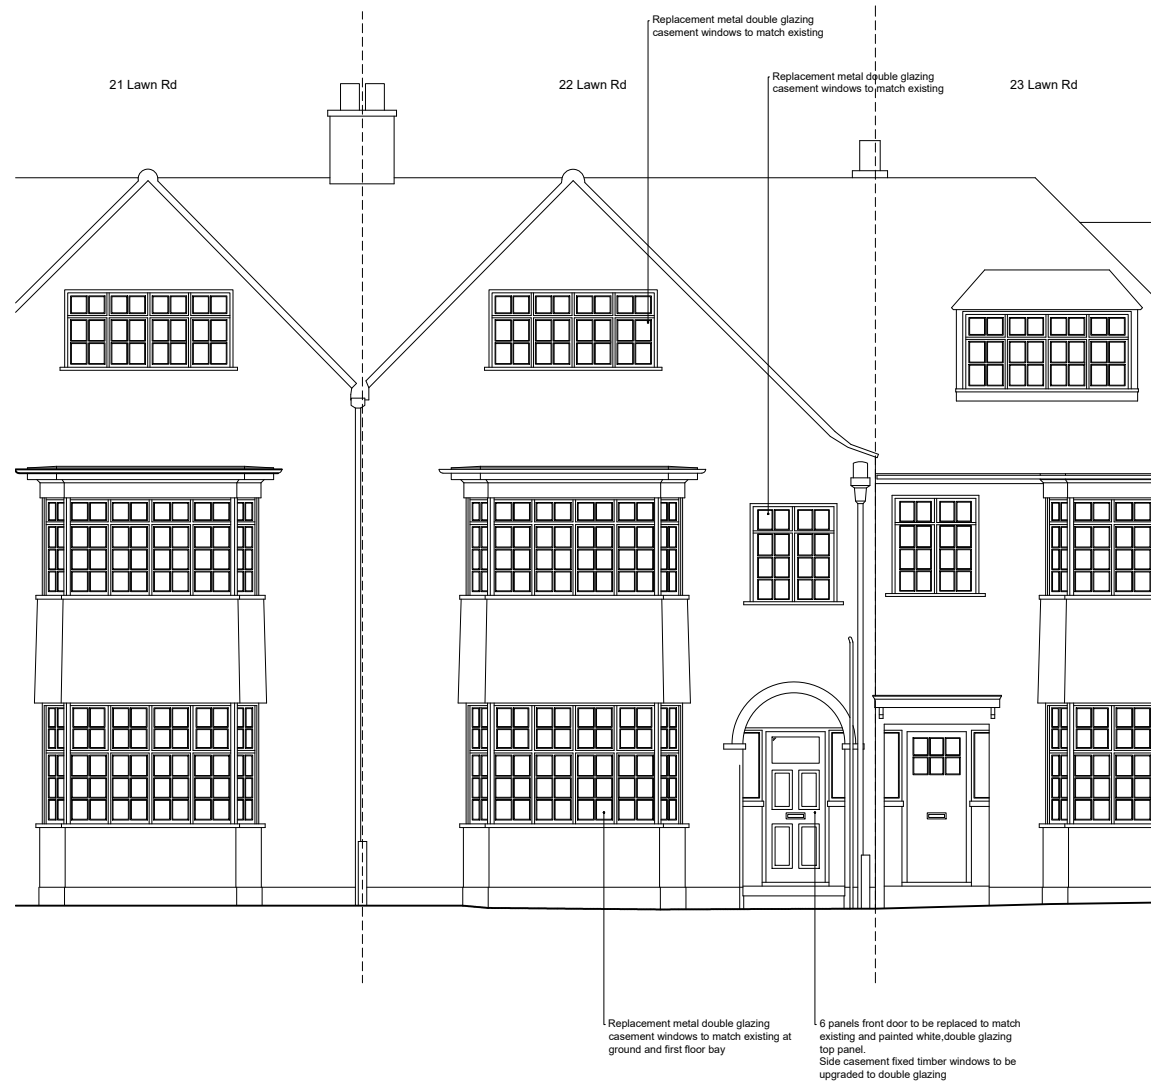 Replacement metal double glazing
casement windows to match existing
21 Lawn Rd
22 Lawn Rd
Replacement metal double glazing
casement windows to match existing
23 Lawn Rd
Replacement metal double glazing
casement windows to match existing at
ground and first floor bay
6 panels front door to be replaced to match
existing and painted white,double glazing
top panel.
Side casement fixed timber windows to be
upgraded to double glazing